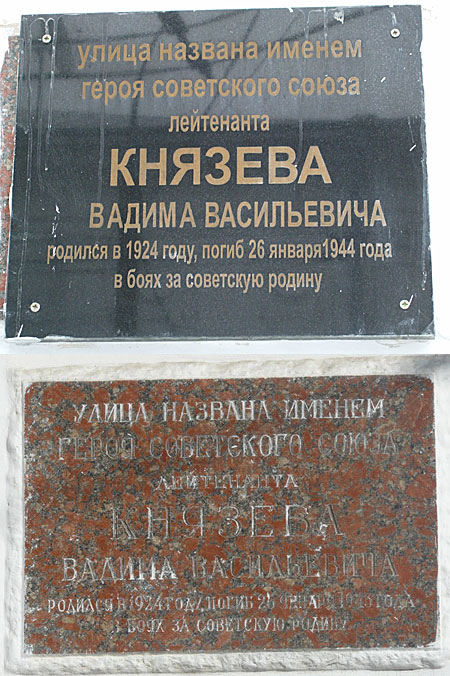 улица названа именем
героя советского союза
лейтенанта
КНЯЗЕВА
ВАДИМА ВАСИЛЬЕВИЧА
родился в 1924 году, погиб 26 января1944 года
в боях за советскую родину
УЛИЦА НАЗВАНА ИМЕНЕМ
ГЕРОЯ СОВЕТСКОГО СОЮЗА
ЛЕЙТЕНАНТА
КНЯЗЕВА
ВАДИМА ВАСИЛЬЕВИЧА
РОДИЛСЯ В 1924 ГОДУ, ПОГИБ ЯНВАРЯ ГОДА
В БОЯХ ЗА СОВЕТСКУЮ РОДИНУ